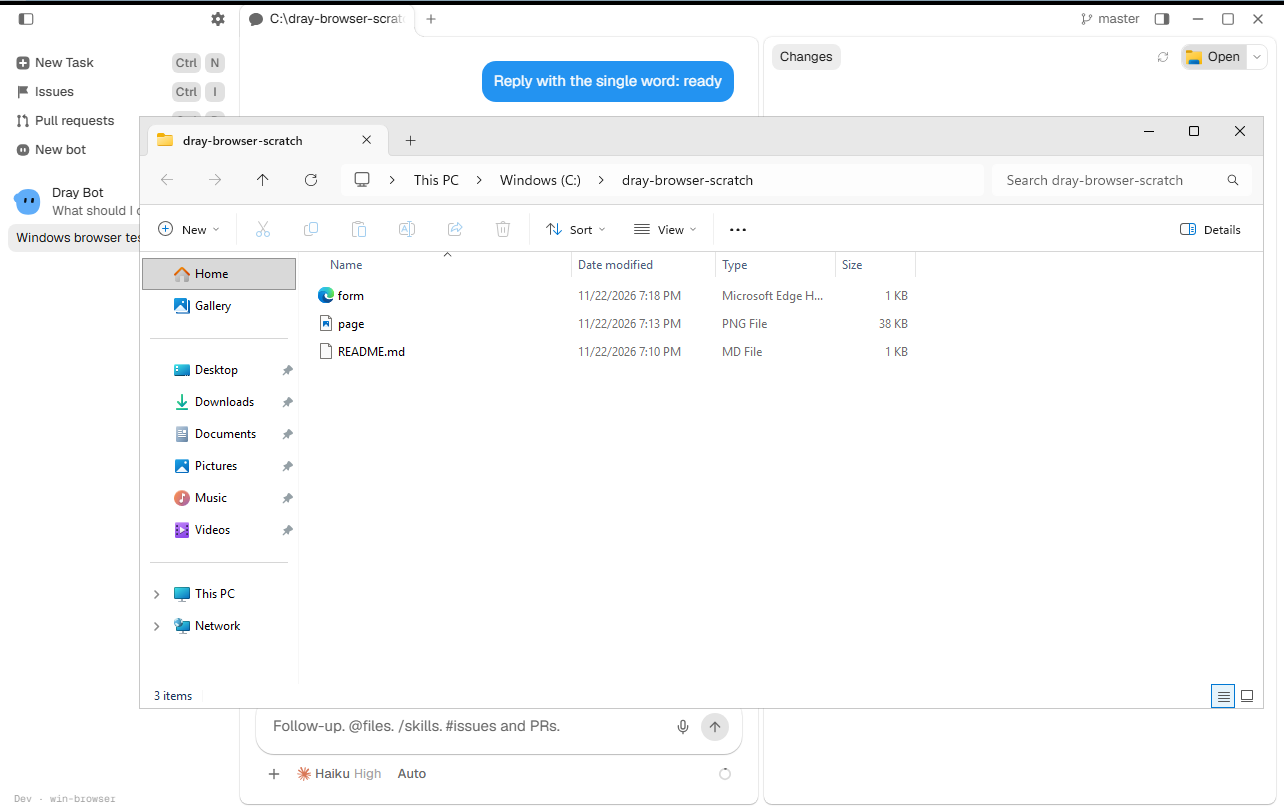 C:\dray-browser-scrat
master
New Task Ctrl N
Issues Ctrl I
Pull requests
New bot
Dray Bot
What should I
Windows browser tes
Reply with the single word: ready
Changes
Open
dray-browser-scratch
This PC > Windows (C:) > dray-browser-scratch
Search dray-browser-scratch
New
Sort
View
Details
Home
Gallery
Desktop
Downloads
Documents
Pictures
Music
Videos
This PC
Network
Name Date modified Type Size
form 11/22/2026 7:18 PM Microsoft Edge H... 1 KB
page 11/22/2026 7:13 PM PNG File 38 KB
README.md 11/22/2026 7:10 PM MD File 1 KB
3 items
Follow-up. @files. /skills. #issues and PRs.
Haiku High Auto
Dev · win-browser